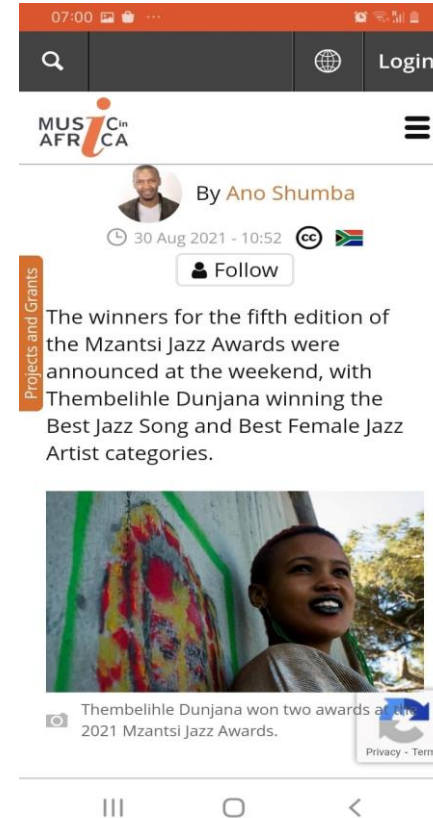 07:00
Login
MUSIC in
AFRICA
By Ano Shumba
30 Aug 2021 - 10:52
cc
Follow
Projects and Grants
The winners for the fifth edition of
the Mzantsi Jazz Awards were
announced at the weekend, with
Thembelihle Dunjana winning the
Best Jazz Song and Best Female Jazz
Artist categories.
Thembelihle Dunjana won two awards at the
2021 Mzantsi Jazz Awards.
Privacy - Term